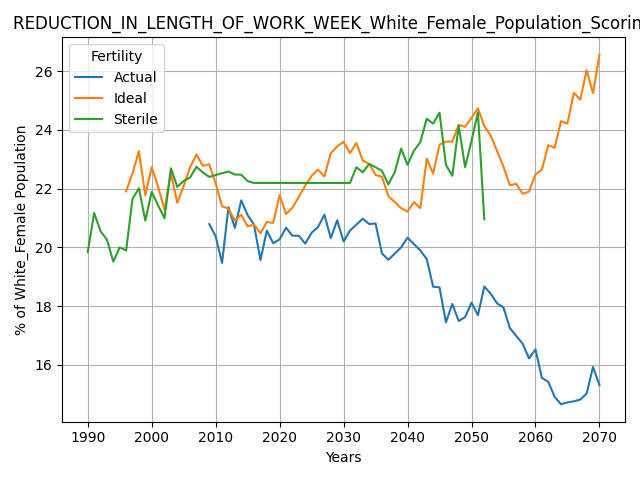 REDUCTION_IN_LENGTH_OF_WORK_WEEK_White_Female_Population_Scorin
Fertility
Actual
Ideal
Sterile
% of White_Female Population
26
24
22
20
18
16
1990 2000 2010 2020 2030 2040 2050 2060 2070
Years